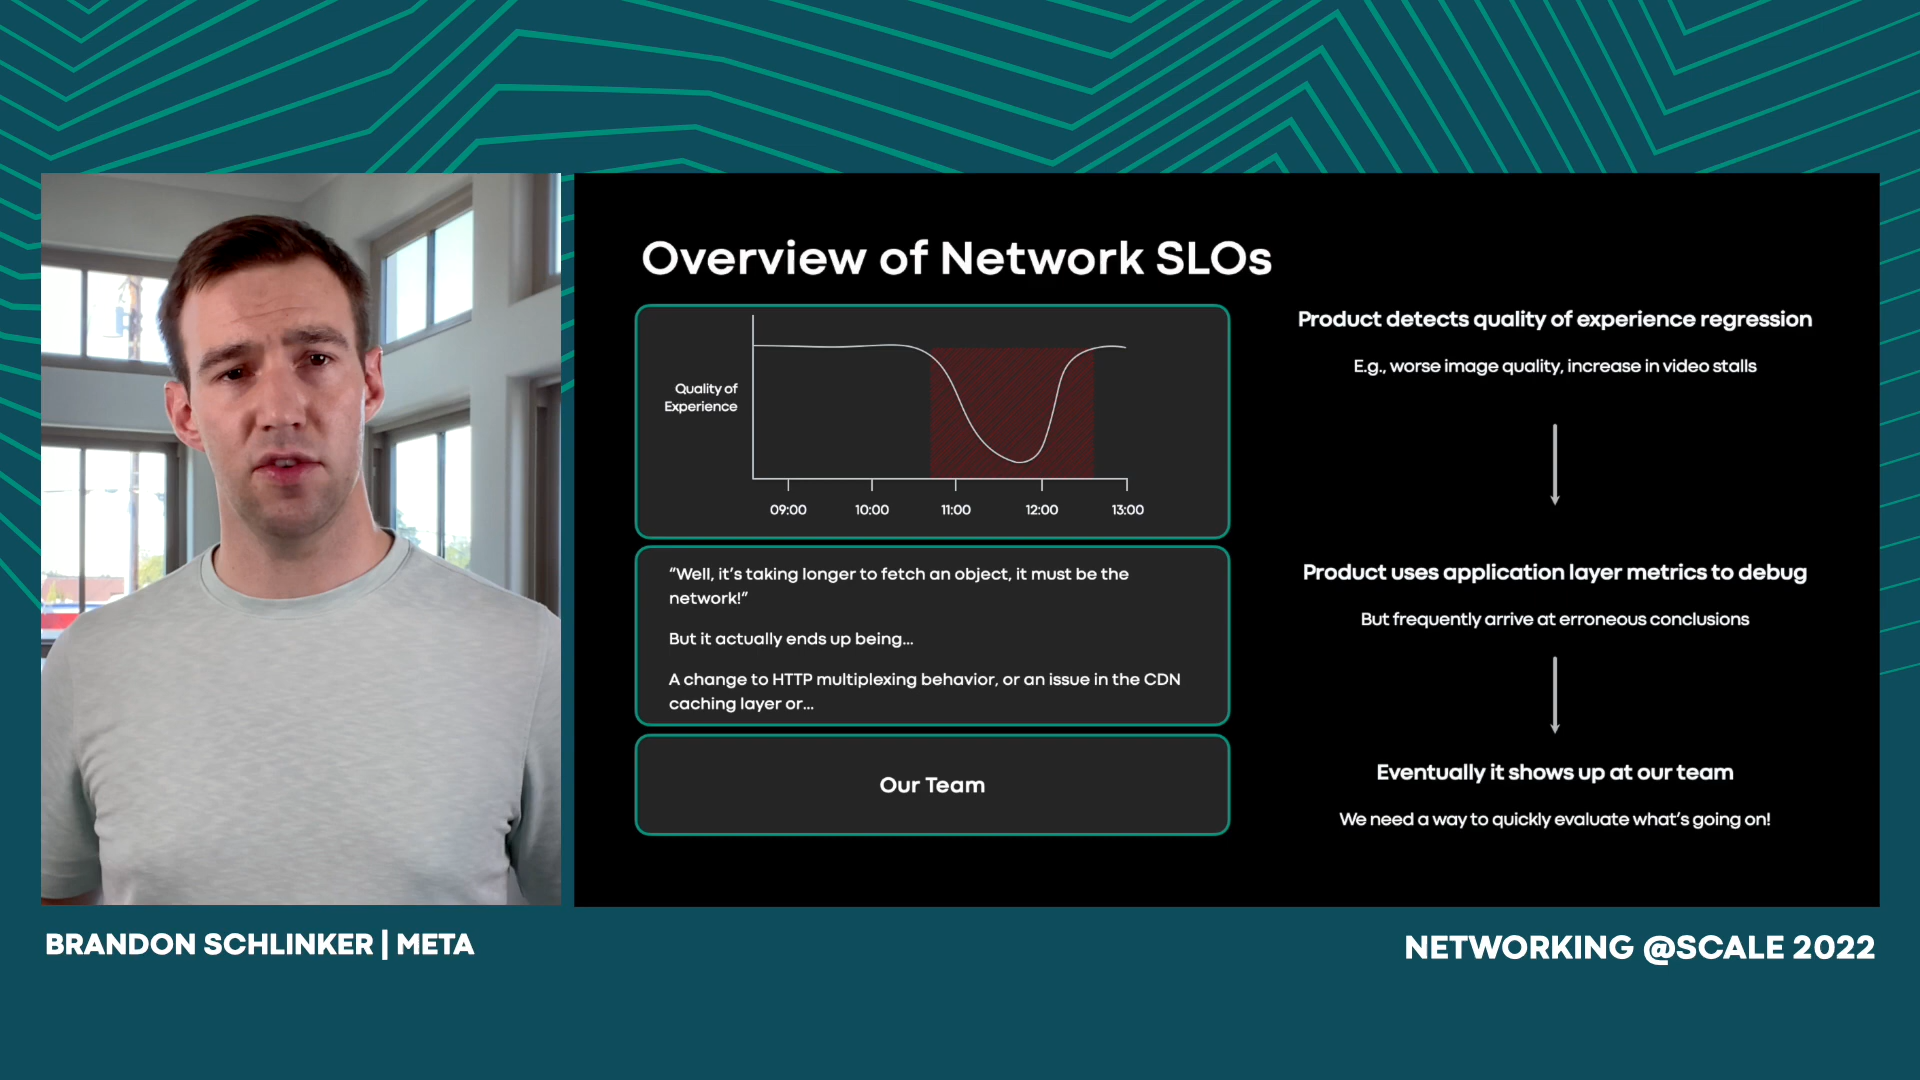 Overview of Network SLOs
Quality of
Experience
09:00 10:00 11:00 12:00 13:00
Product detects quality of experience regression
E.g., worse image quality, increase in video stalls
"Well, it's taking longer to fetch an object, it must be the
network!"
But it actually ends up being...
A change to HTTP multiplexing behavior, or an issue in the CDN
caching layer or...
Product uses application layer metrics to debug
But frequently arrive at erroneous conclusions
Our Team
Eventually it shows up at our team
We need a way to quickly evaluate what's going on!
BRANDON SCHLINKER | META
NETWORKING @SCALE 2022